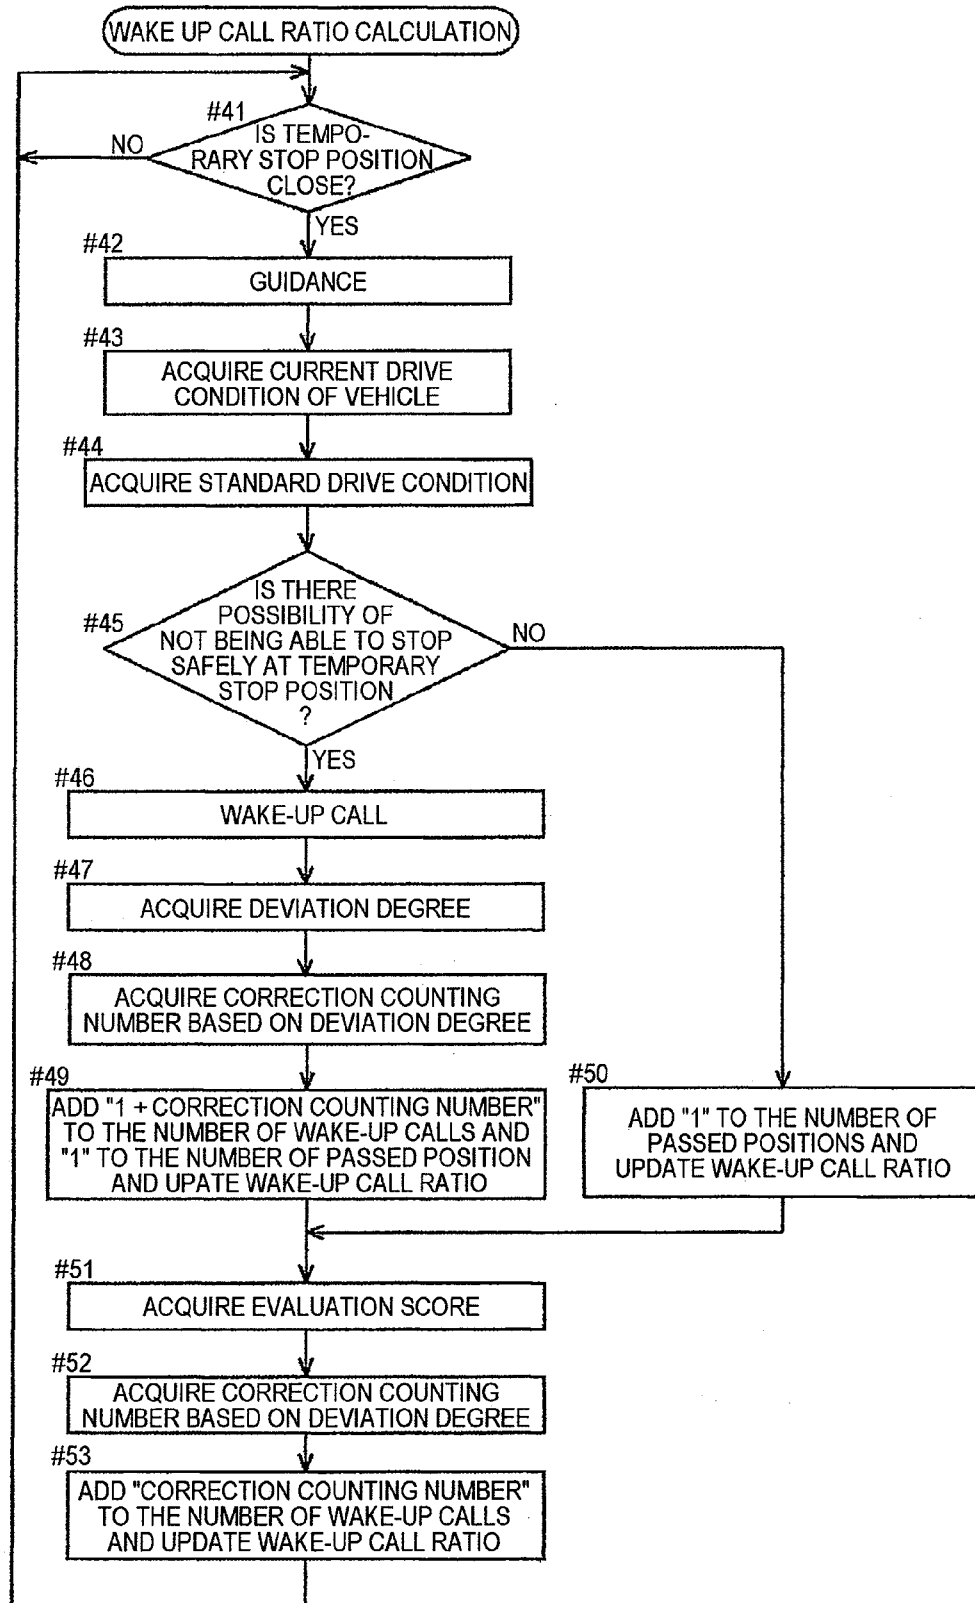 WAKE UP CALL RATIO CALCULATION
#41
IS TEMPO-
RARY STOP POSITION
CLOSE?
NO
YES
#42
GUIDANCE
#43
ACQUIRE CURRENT DRIVE
CONDITION OF VEHICLE
#44
ACQUIRE STANDARD DRIVE CONDITION
#45
IS THERE
POSSIBILITY OF
NOT BEING ABLE TO STOP
SAFELY AT TEMPORARY
STOP POSITION
?
NO
YES
#46
WAKE-UP CALL
#47
ACQUIRE DEVIATION DEGREE
#48
ACQUIRE CORRECTION COUNTING
NUMBER BASED ON DEVIATION DEGREE
#49
ADD "1 + CORRECTION COUNTING NUMBER"
TO THE NUMBER OF WAKE-UP CALLS AND
"1" TO THE NUMBER OF PASSED POSITION
AND UPATE WAKE-UP CALL RATIO
#50
ADD "1" TO THE NUMBER OF
PASSED POSITIONS AND
UPDATE WAKE-UP CALL RATIO
#51
ACQUIRE EVALUATION SCORE
#52
ACQUIRE CORRECTION COUNTING
NUMBER BASED ON DEVIATION DEGREE
#53
ADD "CORRECTION COUNTING NUMBER"
TO THE NUMBER OF WAKE-UP CALLS
AND UPDATE WAKE-UP CALL RATIO